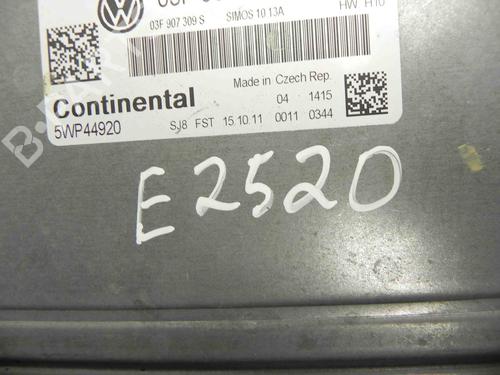 03F 907 309 S SIMOS 10 13A HW H10
Made in Czech Rep.
Continental 04 1415
5WP44920 SJ8 FST 15.10.11 0011 0344
E2520